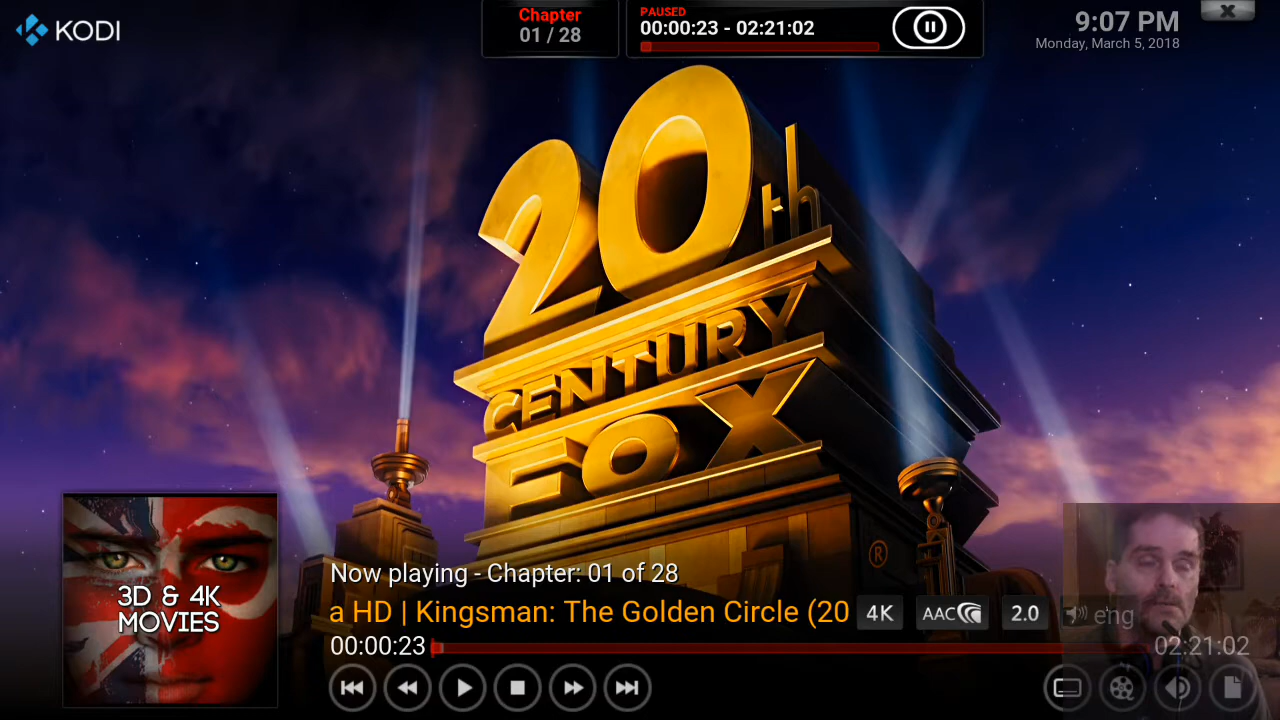 KODI
Chapter
01 / 28
PAUSED
00:00:23 - 02:21:02
9:07 PM
Monday, March 5, 2018
20th
CENTURY
FOX
®
3D & 4K
MOVIES
Now playing - Chapter: 01 of 28
a HD | Kingsman: The Golden Circle (20
4K
AAC
2.0
eng
00:00:23
02:21:02